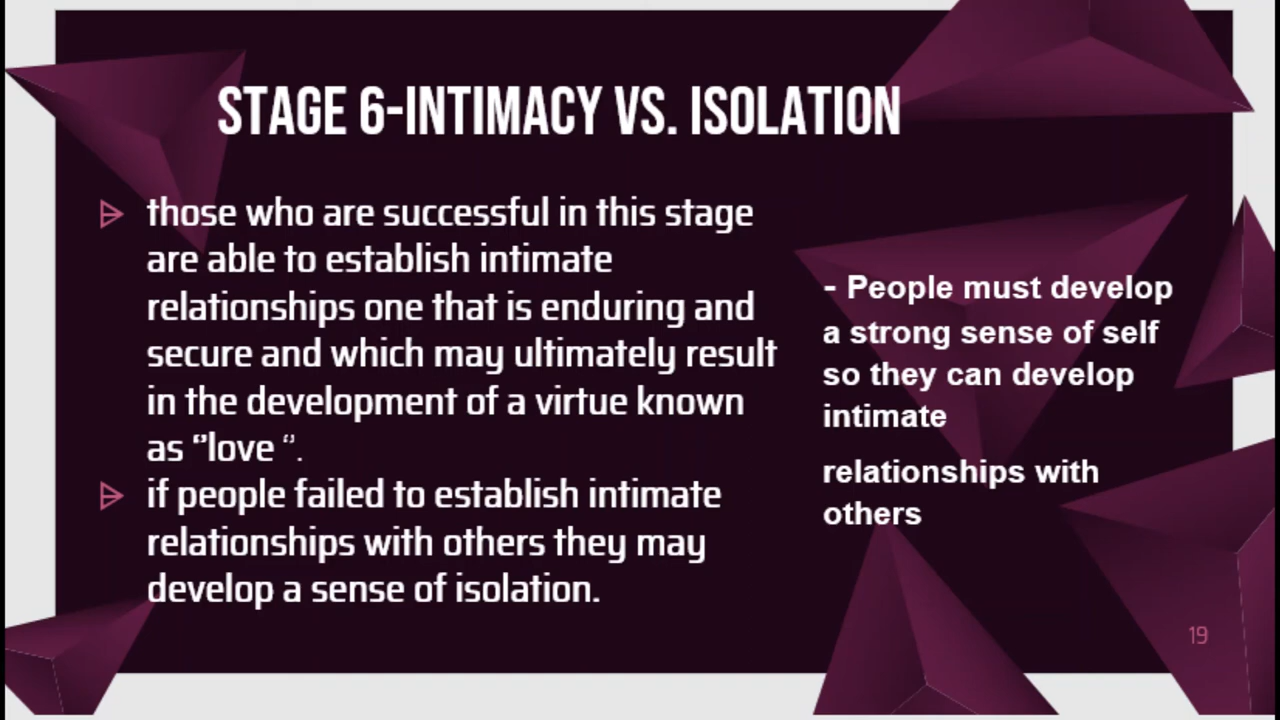 STAGE 6-INTIMACY VS. ISOLATION
those who are successful in this stage
are able to establish intimate
relationships one that is enduring and
secure and which may ultimately result
in the development of a virtue known
as “love “.
if people failed to establish intimate
relationships with others they may
develop a sense of isolation.
- People must develop
a strong sense of self
so they can develop
intimate
relationships with
others
19